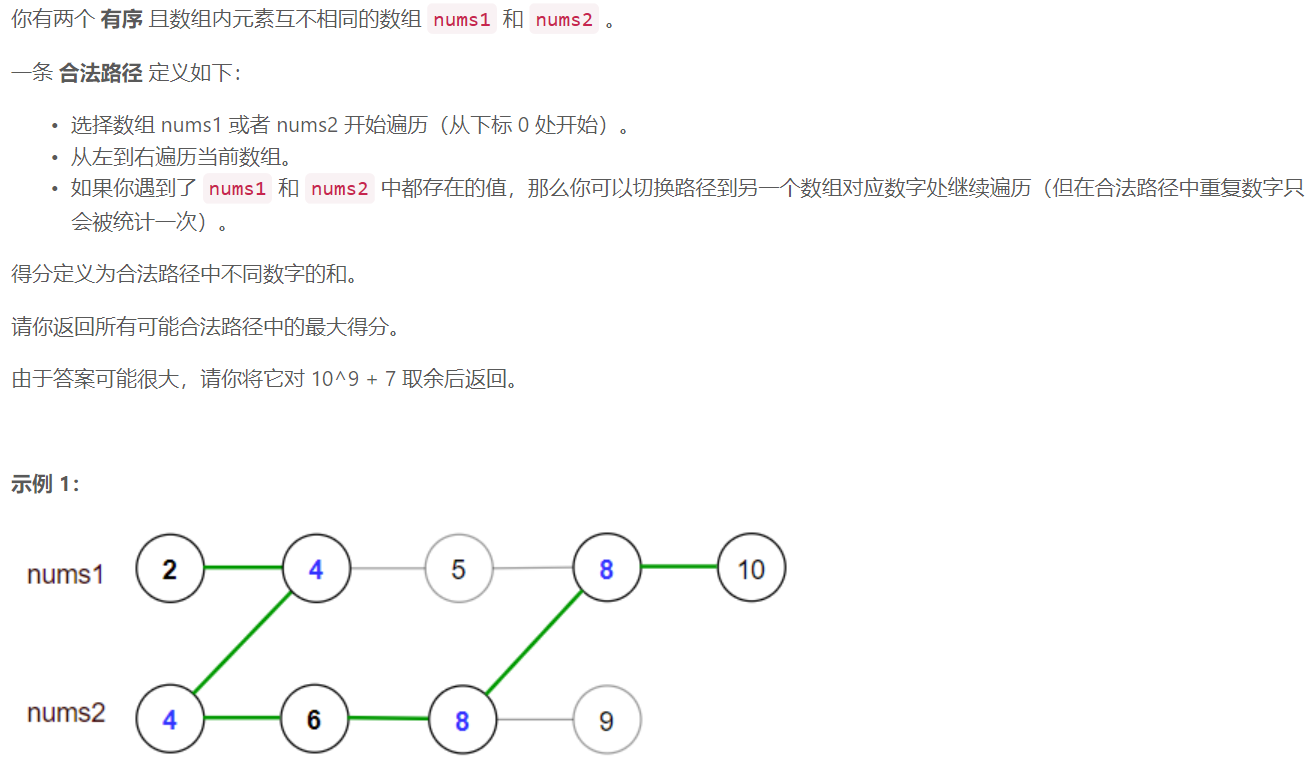 你有两个 有序 且数组内元素互不相同的数组 nums1 和 nums2 。
一条 合法路径 定义如下：
• 选择数组 nums1 或者 nums2 开始遍历（从下标 0 处开始）。
• 从左到右遍历当前数组。
• 如果你遇到了 nums1 和 nums2 中都存在的值，那么你可以切换路径到另一个数组对应数字处继续遍历（但在合法路径中重复数字只
会被统计一次）。
得分定义为合法路径中不同数字的和。
请你返回所有可能合法路径中的最大得分。
由于答案可能很大，请你将它对 10^9 + 7 取余后返回。
示例 1：
nums1 2 4 5 8 10
nums2 4 6 8 9